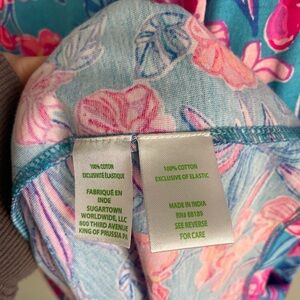 100% COTTON
EXCLUSIVITÉ ÉLASTIQUE
FABRIQUÉ EN
INDE
SUGARTOWN
WORLDWIDE, LLC
800 THIRD AVENUE
KING OF PRUSSIA PA
100% COTTON
EXCLUSIVE OF ELASTIC
MADE IN INDIA
RN# 88189
SEE REVERSE
FOR CARE